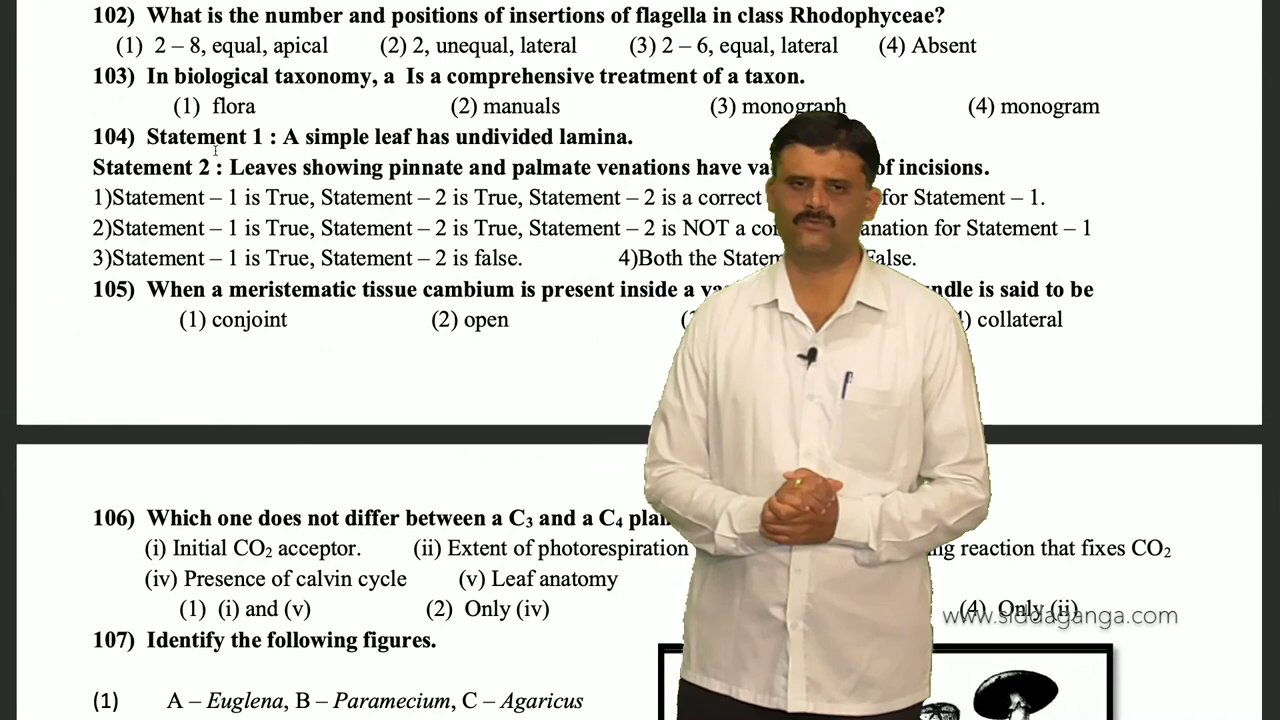 102) What is the number and positions of insertions of flagella in class Rhodophyceae?
(1) 2 – 8, equal, apical (2) 2, unequal, lateral (3) 2 – 6, equal, lateral (4) Absent
103) In biological taxonomy, a Is a comprehensive treatment of a taxon.
(1) flora (2) manuals (3) monograph (4) monogram
104) Statement 1 : A simple leaf has undivided lamina.
Statement 2 : Leaves showing pinnate and palmate venations have of incisions.
1)Statement – 1 is True, Statement – 2 is True, Statement – 2 is a correct for Statement – 1.
2)Statement – 1 is True, Statement – 2 is True, Statement – 2 is NOT a for Statement – 1
3)Statement – 1 is True, Statement – 2 is false. 4)Both the False.
105) When a meristematic tissue cambium is present inside a is said to be
(1) conjoint (2) open collateral
106) Which one does not differ between a C₃ and a C₄
(i) Initial CO₂ acceptor. (ii) Extent of photorespiration reaction that fixes CO₂
(iv) Presence of calvin cycle (v) Leaf anatomy
(1) (i) and (v) (2) Only (iv) (4) Only (ii)
www.siddaganga.com
107) Identify the following figures.
(1) A – Euglena, B – Paramecium, C – Agaricus